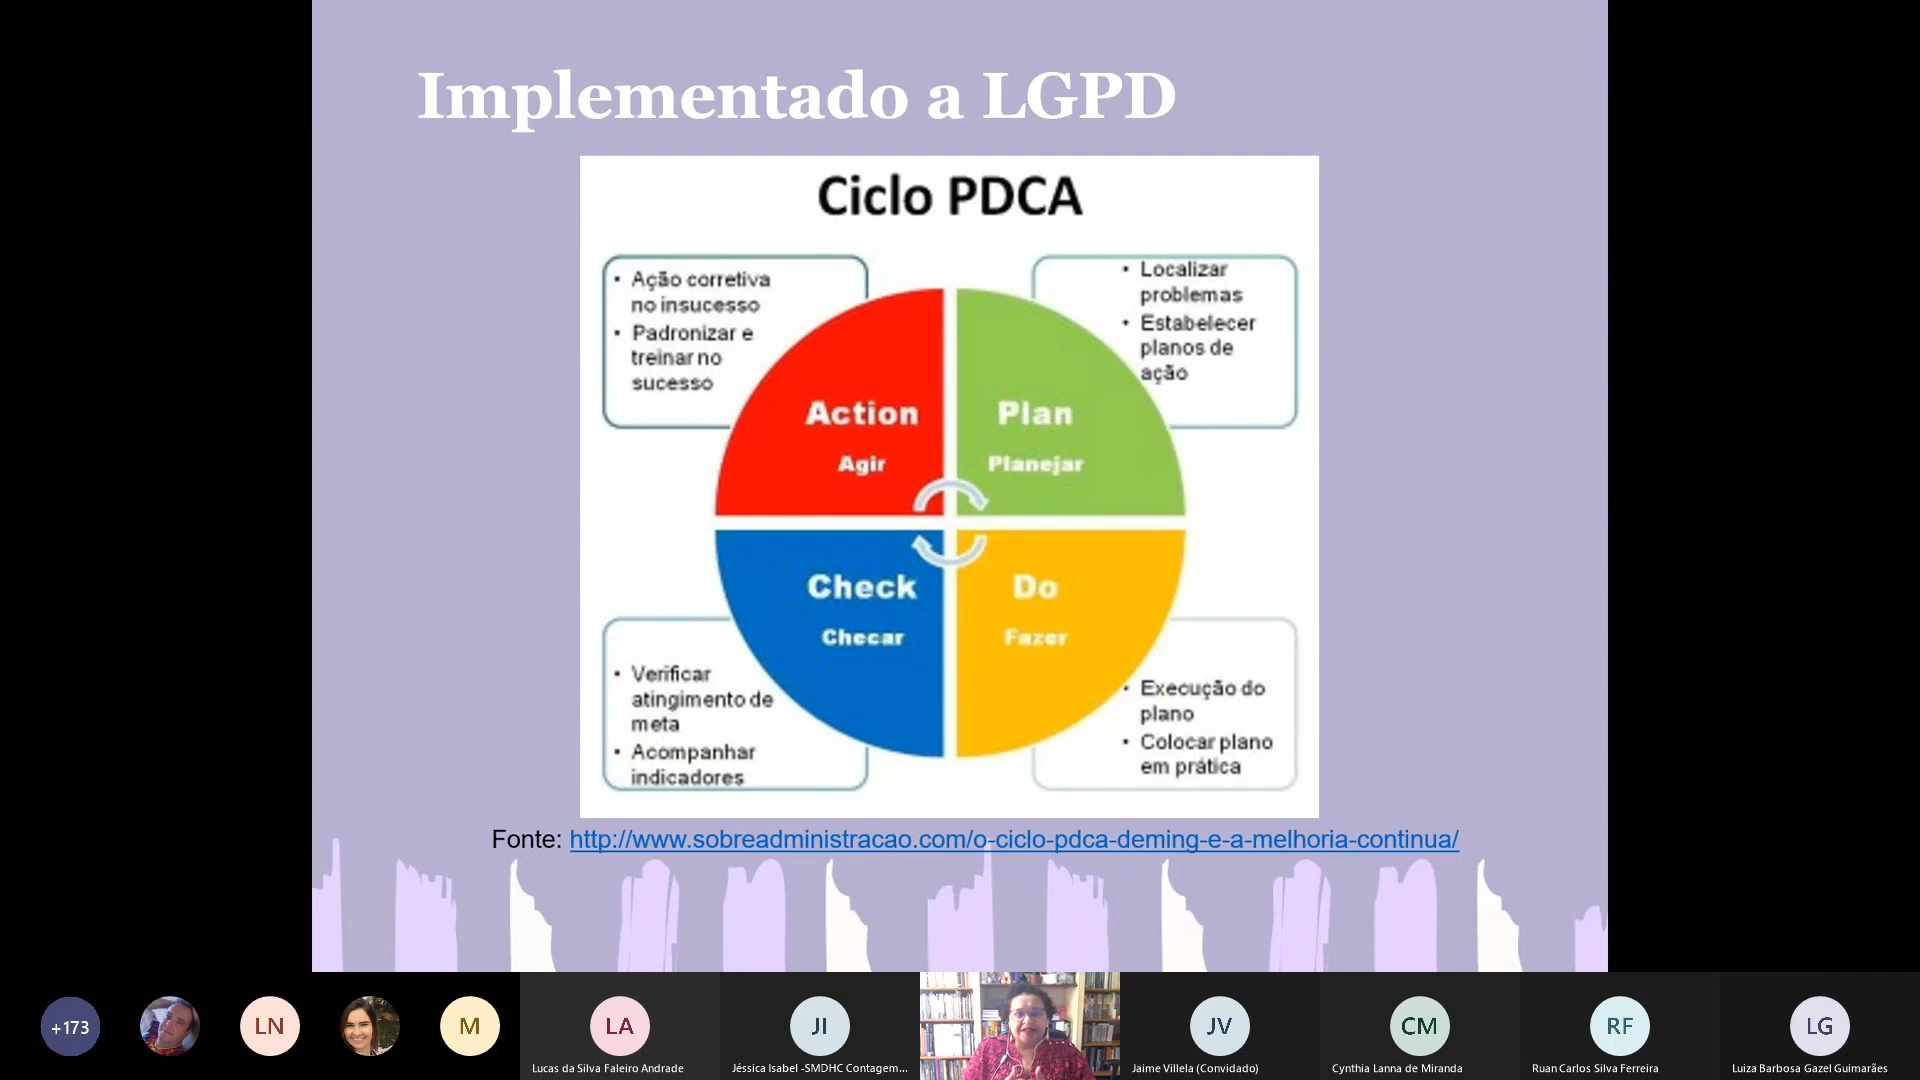 Implementado a LGPD
Ciclo PDCA
• Ação corretiva
no insucesso
• Padronizar e
treinar no
sucesso
• Localizar
problemas
• Estabelecer
planos de
ação
Action
Agir
Plan
Planejar
Check
Checar
Do
Fazer
• Verificar
atingimento de
meta
• Acompanhar
indicadores
• Execução do
plano
• Colocar plano
em prática
Fonte: http://www.sobreadministracao.com/o-ciclo-pdca-deming-e-a-melhoria-continua/
+173
LN
M
LA
Lucas da Silva Faleiro Andrade
JI
Jéssica Isabel -SMDHC Contagem...
JV
Jaime Villela (Convidado)
CM
Cynthia Lanna de Miranda
RF
Ruan Carlos Silva Ferreira
LG
Luiza Barbosa Gazel Guimarães